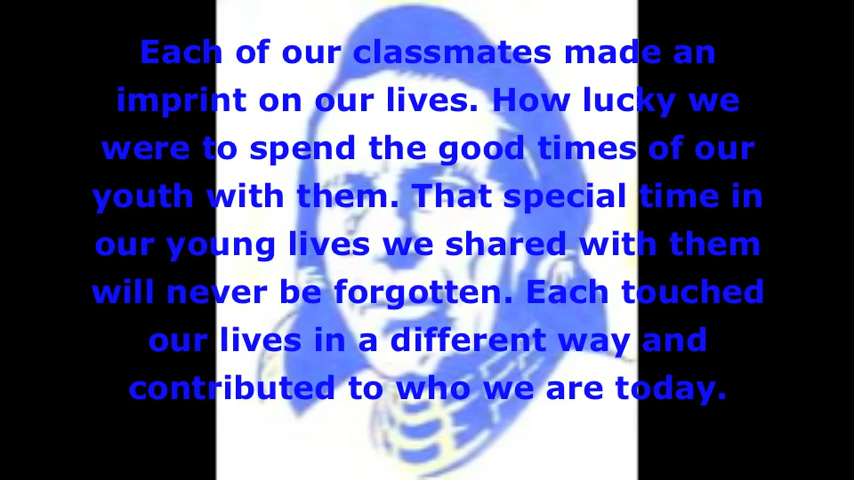 Each of our classmates made an
imprint on our lives. How lucky we
were to spend the good times of our
youth with them. That special time in
our young lives we shared with them
will never be forgotten. Each touched
our lives in a different way and
contributed to who we are today.